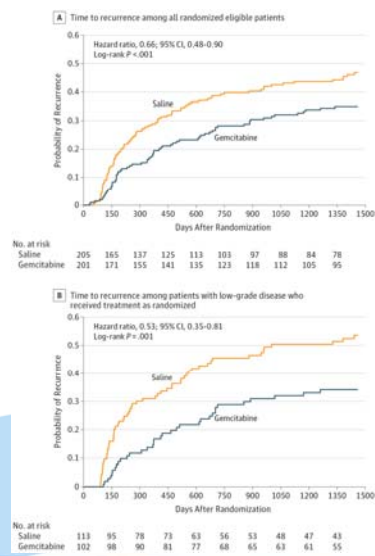 A Time to recurrence among all randomized eligible patients
Hazard ratio, 0.66; 95% CI, 0.48-0.90
Log-rank P <.001
Probability of Recurrence
0.6
0.5
0.4
0.3
0.2
0.1
0
Saline
Gemcitabine
0 150 300 450 600 750 900 1050 1200 1350 1500
Days After Randomization
No. at risk
Saline 205 165 137 125 113 103 97 88 84 78
Gemcitabine 201 171 155 141 135 123 118 112 105 95
B Time to recurrence among patients with low-grade disease who
received treatment as randomized
Hazard ratio, 0.53; 95% CI, 0.35-0.81
Log-rank P = .001
Probability of Recurrence
0.6
0.5
0.4
0.3
0.2
0.1
0
Saline
Gemcitabine
0 150 300 450 600 750 900 1050 1200 1350 1500
Days After Randomization
No. at risk
Saline 113 95 78 73 63 56 53 48 47 43
Gemcitabine 102 98 90 81 77 68 65 63 61 55